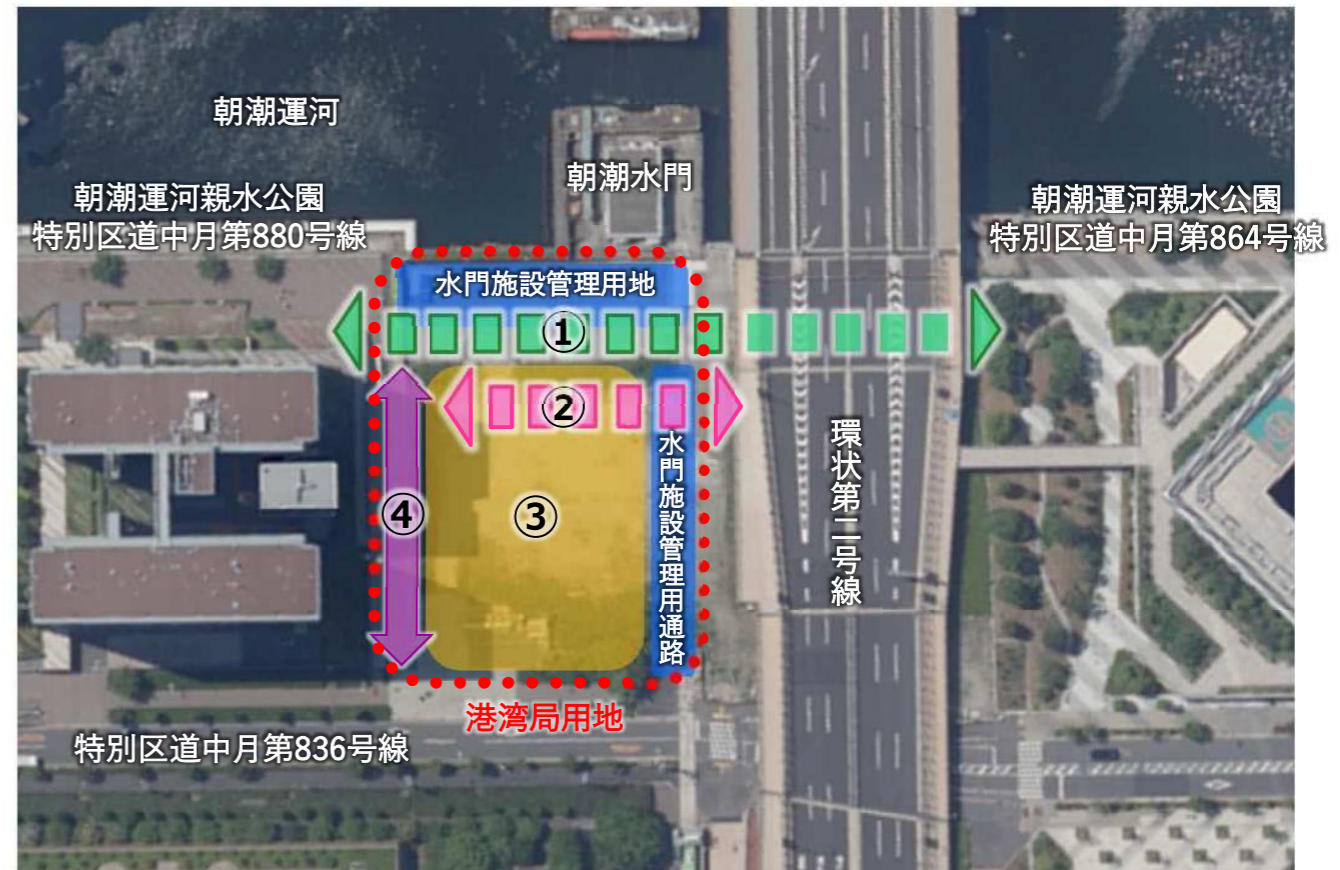 朝潮運河
朝潮水門
朝潮運河親水公園
特別区道中月第880号線
朝潮運河親水公園
特別区道中月第864号線
水門施設管理用地
①
②
水門施設管理用通路
環状第二号線
④
③
港湾局用地
特別区道中月第836号線